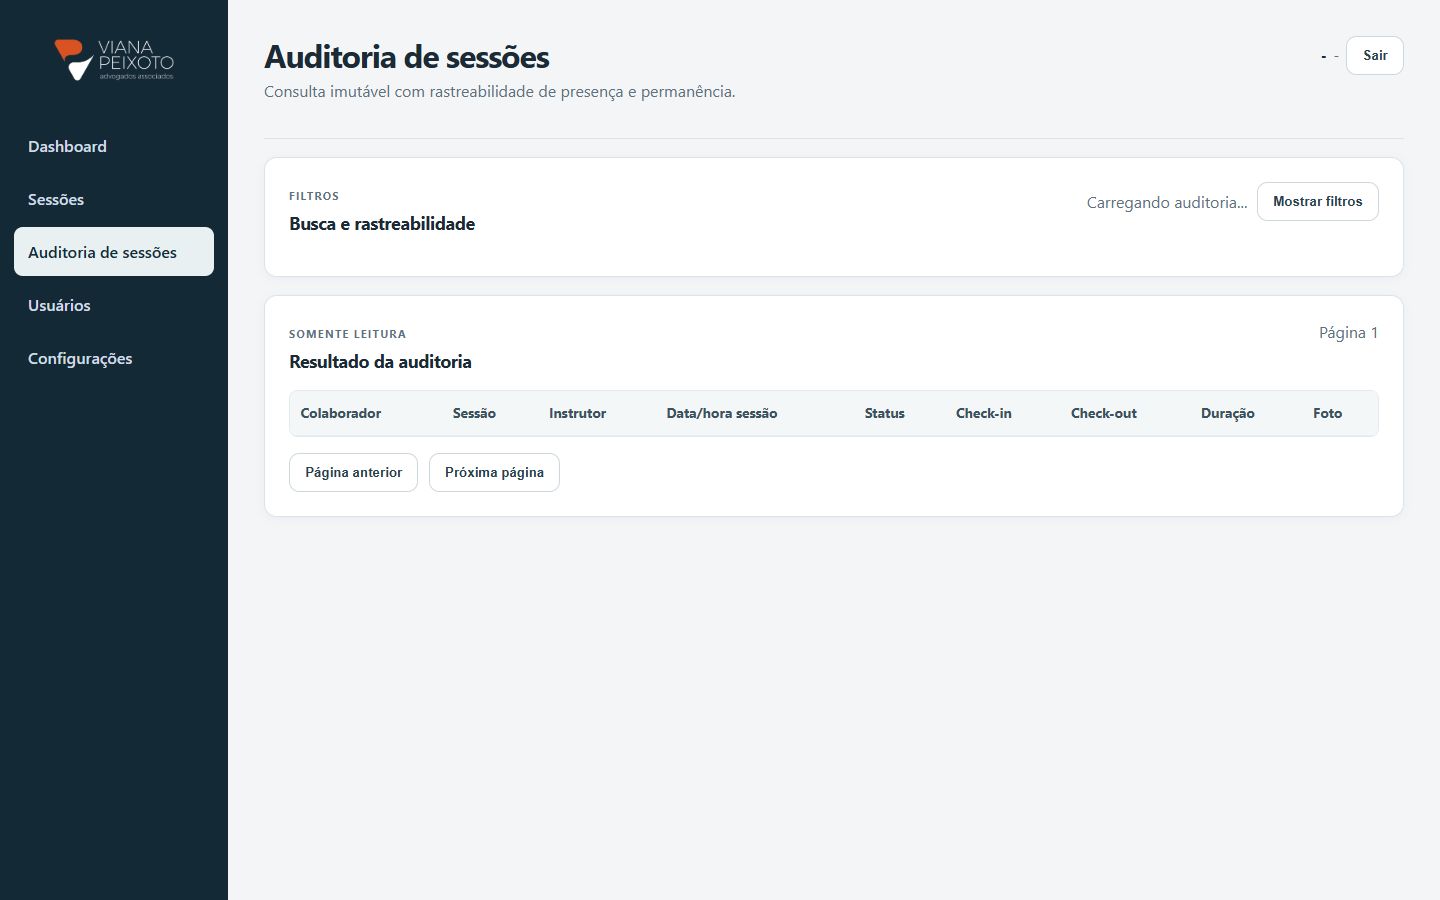 VIANA
PEIXOTO
advogados associados
Dashboard
Sessões
Auditoria de sessões
Usuários
Configurações
Auditoria de sessões
Consulta imutável com rastreabilidade de presença e permanência.
- - Sair
FILTROS
Busca e rastreabilidade
Carregando auditoria... Mostrar filtros
SOMENTE LEITURA
Resultado da auditoria
Página 1
Colaborador Sessão Instrutor Data/hora sessão Status Check-in Check-out Duração Foto
Página anterior Próxima página